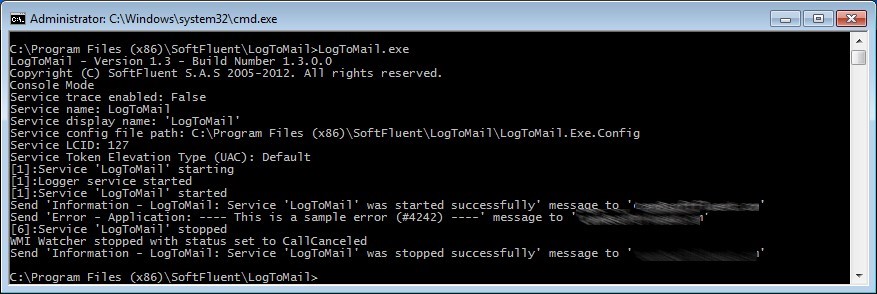 Administrator: C:\Windows\system32\cmd.exe
C:\Program Files (x86)\SoftFluent\LogToMail>LogToMail.exe
LogToMail - Version 1.3 - Build Number 1.3.0.0
Copyright (C) SoftFluent S.A.S 2005-2012. All rights reserved.
Console Mode
Service trace enabled: False
Service name: LogToMail
Service display name: 'LogToMail'
Service config file path: C:\Program Files (x86)\SoftFluent\LogToMail\LogToMail.Exe.Config
Service LCID: 127
Service Token Elevation Type (UAC): Default
[1]:Service 'LogToMail' starting
[1]:Logger service started
[1]:Service 'LogToMail' started
Send 'Information - LogToMail: Service 'LogToMail' was started successfully' message to ' '
Send 'Error - Application: ---- This is a sample error (#4242) ----' message to ' '
[6]:Service 'LogToMail' stopped
WMI Watcher stopped with status set to CallCanceled
Send 'Information - LogToMail: Service 'LogToMail' was stopped successfully' message to ' '
C:\Program Files (x86)\SoftFluent\LogToMail>